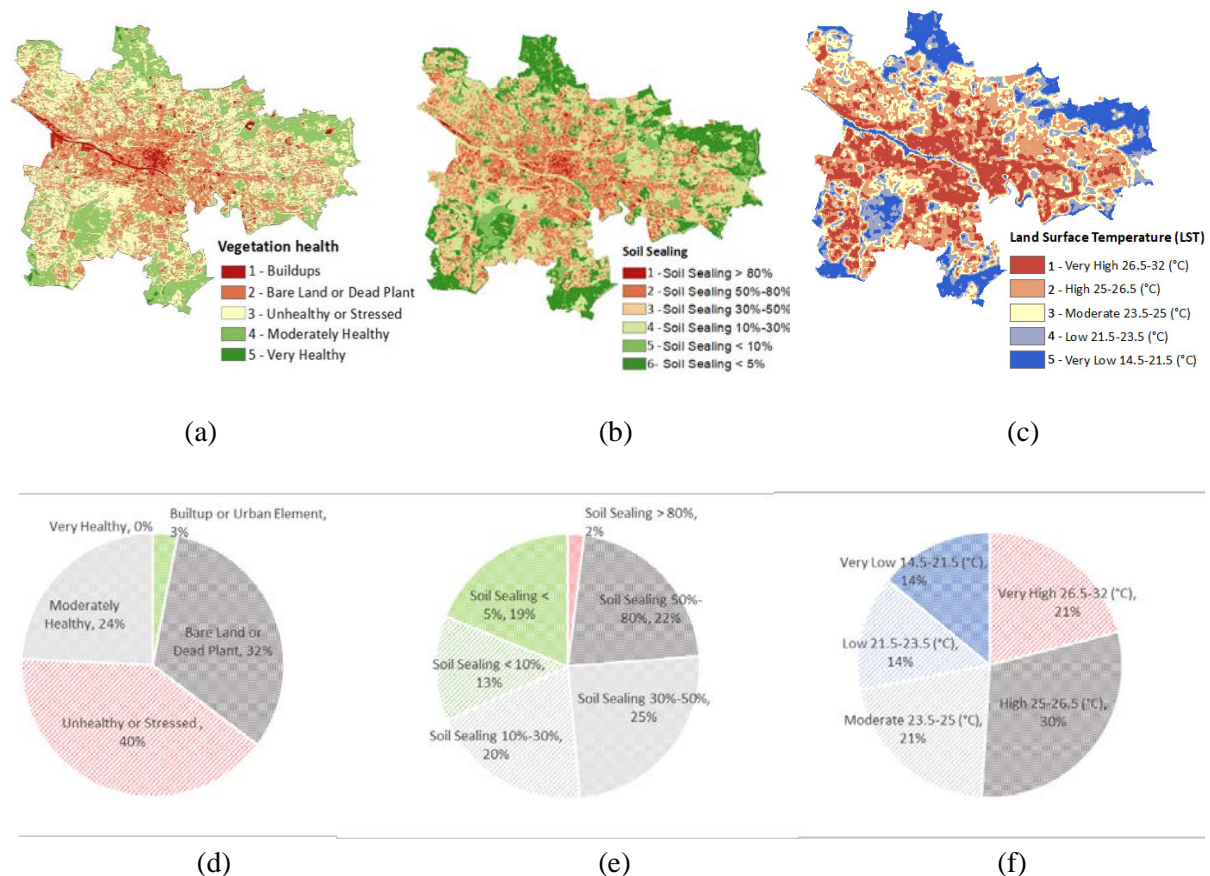 Vegetation health
1 - Buildups
2 - Bare Land or Dead Plant
3 - Unhealthy or Stressed
4 - Moderately Healthy
5 - Very Healthy
(a)
Soil Sealing
1 - Soil Sealing > 80%
2 - Soil Sealing 50%-80%
3 - Soil Sealing 30%-50%
4 - Soil Sealing 10%-30%
5 - Soil Sealing < 10%
6- Soil Sealing < 5%
(b)
Land Surface Temperature (LST)
1 - Very High 26.5-32 (°C)
2 - High 25-26.5 (°C)
3 - Moderate 23.5-25 (°C)
4 - Low 21.5-23.5 (°C)
5 - Very Low 14.5-21.5 (°C)
(c)
Very Healthy, 0%
Builtup or Urban Element,
3%
Bare Land or
Dead Plant, 32%
Unhealthy or Stressed ,
40%
Moderately
Healthy, 24%
(d)
Soil Sealing > 80%,
2%
Soil Sealing 50%-
80%, 22%
Soil Sealing 30%-50%,
25%
Soil Sealing 10%-30%,
20%
Soil Sealing < 10%,
13%
Soil Sealing <
5%, 19%
(e)
Very High 26.5-32 (°C),
21%
High 25-26.5 (°C),
30%
Moderate 23.5-25 (°C),
21%
Low 21.5-23.5 (°C),
14%
Very Low 14.5-21.5 (°C),
14%
(f)